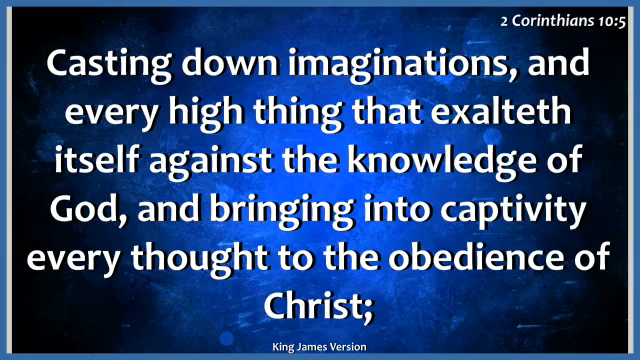 2 Corinthians 10:5
Casting down imaginations, and
every high thing that exalteth
itself against the knowledge of
God, and bringing into captivity
every thought to the obedience of
Christ;
King James Version